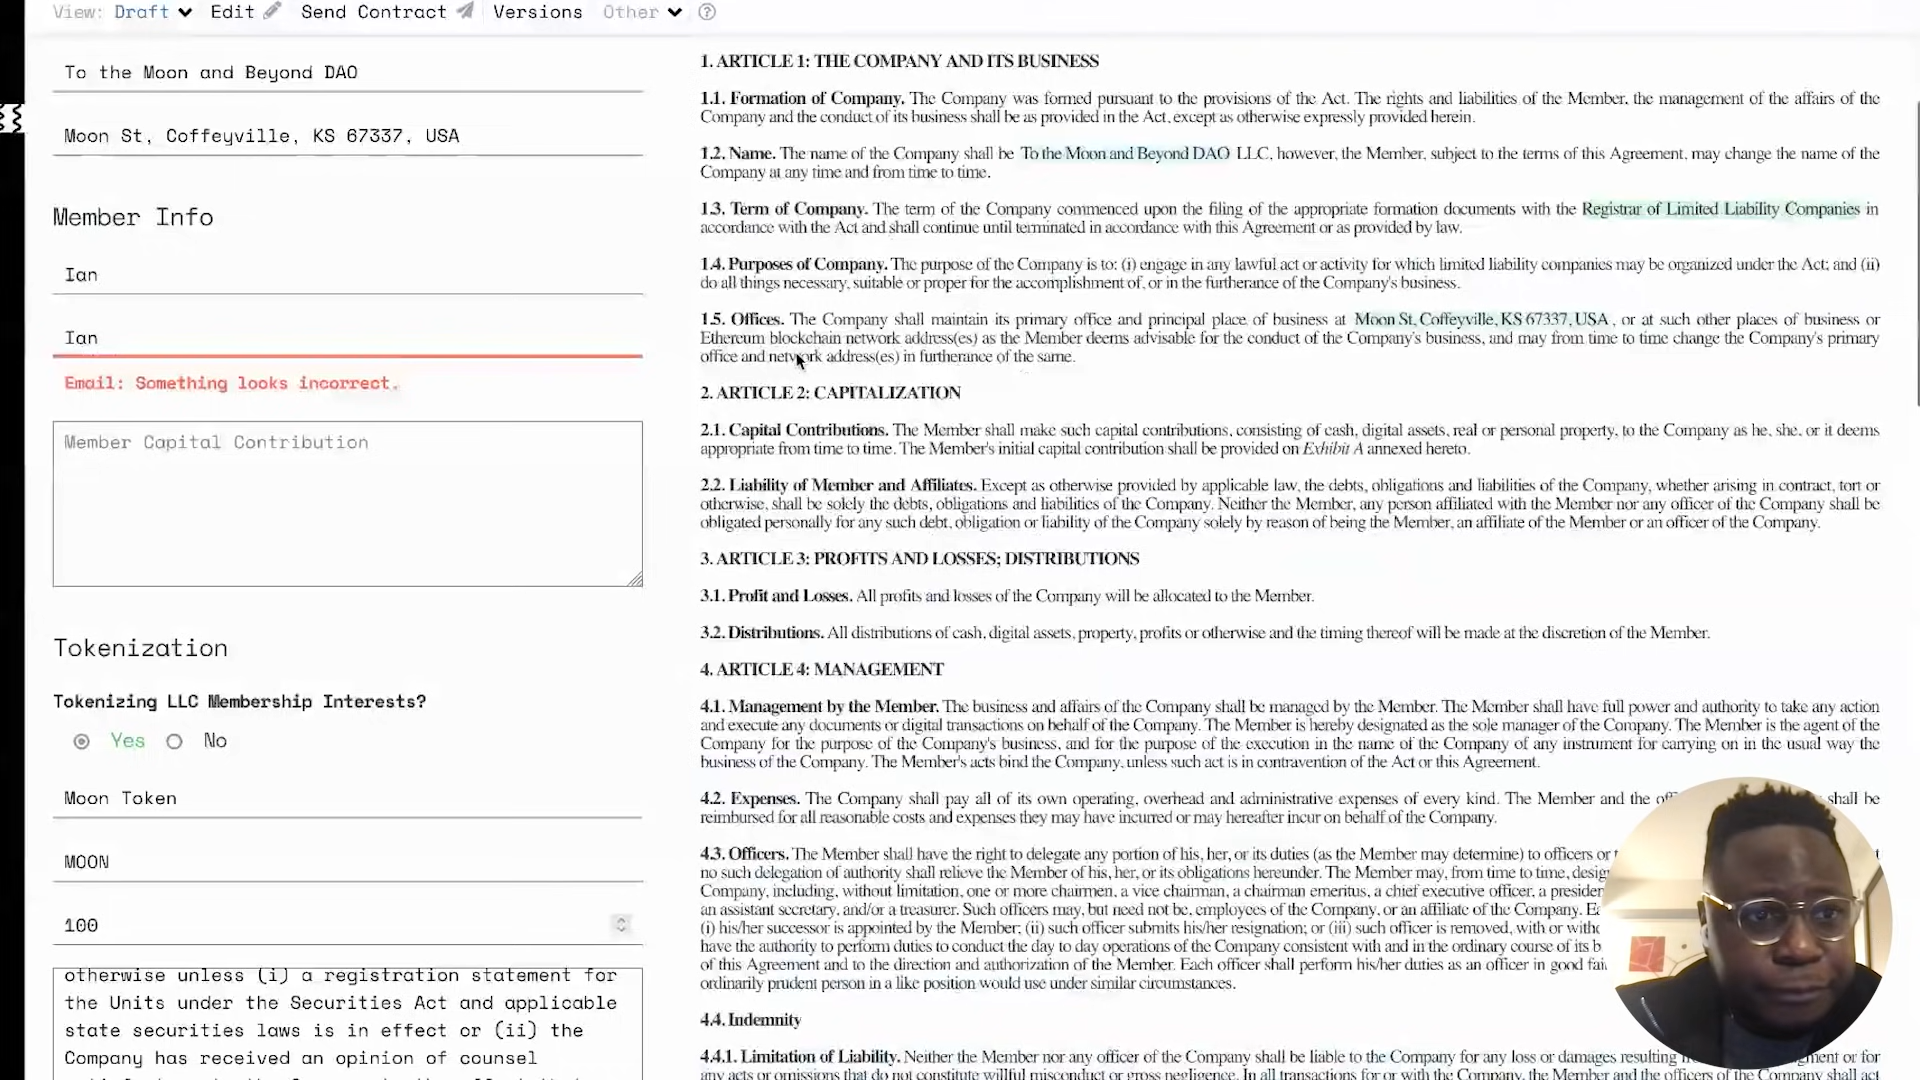 View: Draft Edit Send Contract Versions Other ?
To the Moon and Beyond DAO
Moon St, Coffeyville, KS 67337, USA
Member Info
Ian
Ian
Email: Something looks incorrect.
Member Capital Contribution
Tokenization
Tokenizing LLC Membership Interests?
Yes No
Moon Token
MOON
100
otherwise unless (i) a registration statement for
the Units under the Securities Act and applicable
state securities laws is in effect or (ii) the
Company has received an opinion of counsel
1. ARTICLE 1: THE COMPANY AND ITS BUSINESS
1.1. Formation of Company. The Company was formed pursuant to the provisions of the Act. The rights and liabilities of the Member, the management of the affairs of the
Company and the conduct of its business shall be as provided in the Act, except as otherwise expressly provided herein.
1.2. Name. The name of the Company shall be To the Moon and Beyond DAO LLC, however, the Member, subject to the terms of this Agreement, may change the name of the
Company at any time and from time to time.
1.3. Term of Company. The term of the Company commenced upon the filing of the appropriate formation documents with the Registrar of Limited Liability Companies in
accordance with the Act and shall continue until terminated in accordance with this Agreement or as provided by law.
1.4. Purposes of Company. The purpose of the Company is to: (i) engage in any lawful act or activity for which limited liability companies may be organized under the Act; and (ii)
do all things necessary, suitable or proper for the accomplishment of, or in the furtherance of the Company's business.
1.5. Offices. The Company shall maintain its primary office and principal place of business at Moon St, Coffeyville, KS 67337, USA , or at such other places of business or
Ethereum blockchain network address(es) as the Member deems advisable for the conduct of the Company's business, and may from time to time change the Company's primary
office and network address(es) in furtherance of the same.
2. ARTICLE 2: CAPITALIZATION
2.1. Capital Contributions. The Member shall make such capital contributions, consisting of cash, digital assets, real or personal property, to the Company as he, she, or it deems
appropriate from time to time. The Member's initial capital contribution shall be provided on Exhibit A annexed hereto.
2.2. Liability of Member and Affiliates. Except as otherwise provided by applicable law, the debts, obligations and liabilities of the Company, whether arising in contract, tort or
otherwise, shall be solely the debts, obligations and liabilities of the Company. Neither the Member, any person affiliated with the Member nor any officer of the Company shall be
obligated personally for any such debt, obligation or liability of the Company solely by reason of being the Member, an affiliate of the Member or an officer of the Company.
3. ARTICLE 3: PROFITS AND LOSSES; DISTRIBUTIONS
3.1. Profit and Losses. All profits and losses of the Company will be allocated to the Member.
3.2. Distributions. All distributions of cash, digital assets, property, profits or otherwise and the timing thereof will be made at the discretion of the Member.
4. ARTICLE 4: MANAGEMENT
4.1. Management by the Member. The business and affairs of the Company shall be managed by the Member. The Member shall have full power and authority to take any action
and execute any documents or digital transactions on behalf of the Company. The Member is hereby designated as the sole manager of the Company. The Member is the agent of the
Company for the purpose of the Company's business, and for the purpose of the execution in the name of the Company of any instrument for carrying on in the usual way the
business of the Company. The Member's acts bind the Company, unless such act is in contravention of the Act or this Agreement.
4.2. Expenses. The Company shall pay all of its own operating, overhead and administrative expenses of every kind. The Member and the shall be
reimbursed for all reasonable costs and expenses they may have incurred or may hereafter incur on behalf of the Company.
4.3. Officers. The Member shall have the right to delegate any portion of his, her, or its duties (as the Member may determine) to officers or
no such delegation of authority shall relieve the Member of his, her, or its obligations hereunder. The Member may, from time to time,
Company, including, without limitation, one or more chairmen, a vice chairman, a chairman emeritus, a chief executive officer, a
an assistant secretary, and/or a treasurer. Such officers may, but need not be, employees of the Company, or an affiliate of the Company.
(i) his/her successor is appointed by the Member; (ii) such officer submits his/her resignation; or (iii) such officer is removed, with or
have the authority to perform duties to conduct the day to day operations of the Company consistent with and in the ordinary course of its
of this Agreement and to the direction and authorization of the Member. Each officer shall perform his/her duties as an officer in good
ordinarily prudent person in a like position would use under similar circumstances.
4.4. Indemnity
4.4.1. Limitation of Liability. Neither the Member nor any officer of the Company shall be liable to the Company for any loss or damages resulting or for
any acts or omissions that do not constitute willful misconduct or gross negligence. In all transactions for or with the Company, the Member and the officers of the Company shall act